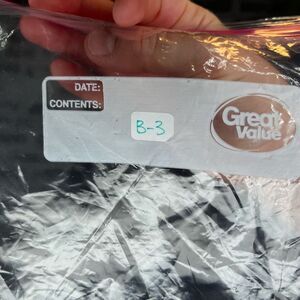 DATE:
CONTENTS:
B-3
Great
Value